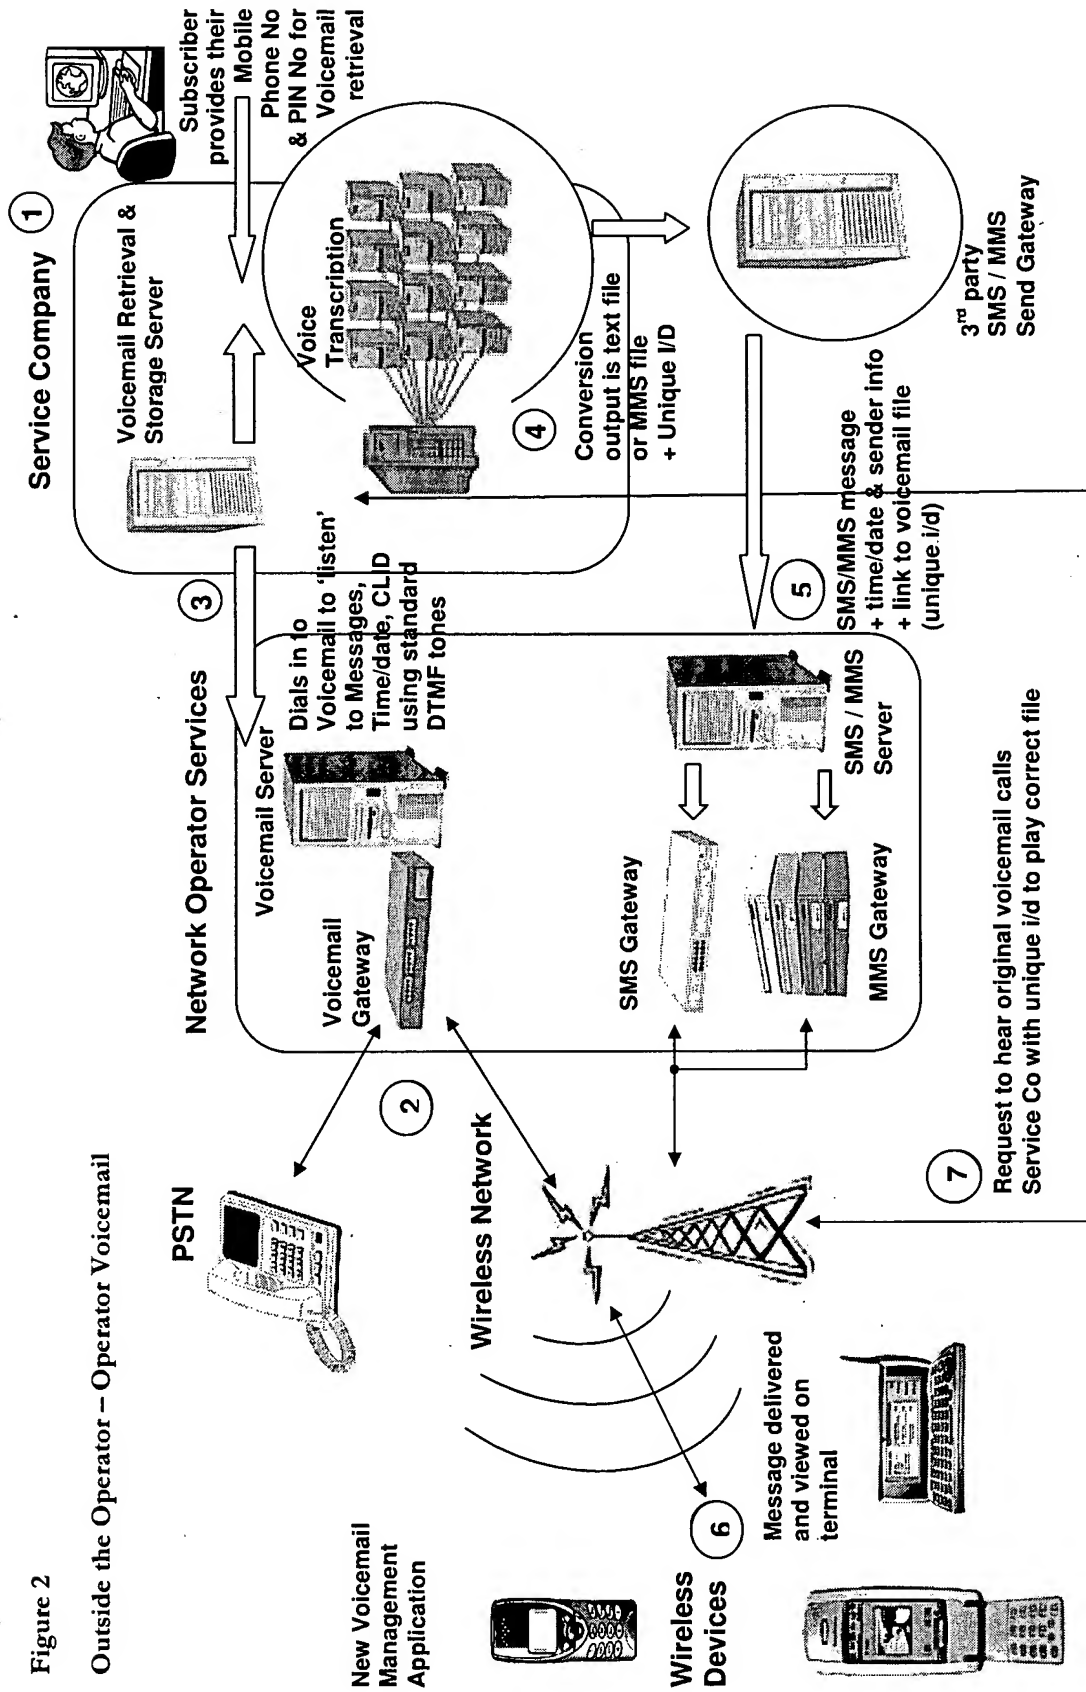 Figure 2
Outside the Operator – Operator Voicemail
New Voicemail
Management
Application
Wireless
Devices
6
Message delivered
and viewed on
terminal
PSTN
Wireless Network
2
7
Request to hear original voicemail calls
Service Co with unique i/d to play correct file
Network Operator Services
Voicemail Server
Voicemail
Gateway
SMS Gateway
MMS Gateway
SMS / MMS
Server
3
Dials in to
Voicemail to 'listen'
to Messages,
Time/date, CLID
using standard
DTMF tones
5
SMS/MMS message
+ time/date & sender info
+ link to voicemail file
(unique i/d)
Service Company
1
Voicemail Retrieval &
Storage Server
Voice
Transcription
4
Conversion
output is text file
or MMS file
+ Unique I/D
Subscriber
provides their
Mobile
Phone No
& PIN No for
Voicemail
retrieval
3rd party
SMS / MMS
Send Gateway